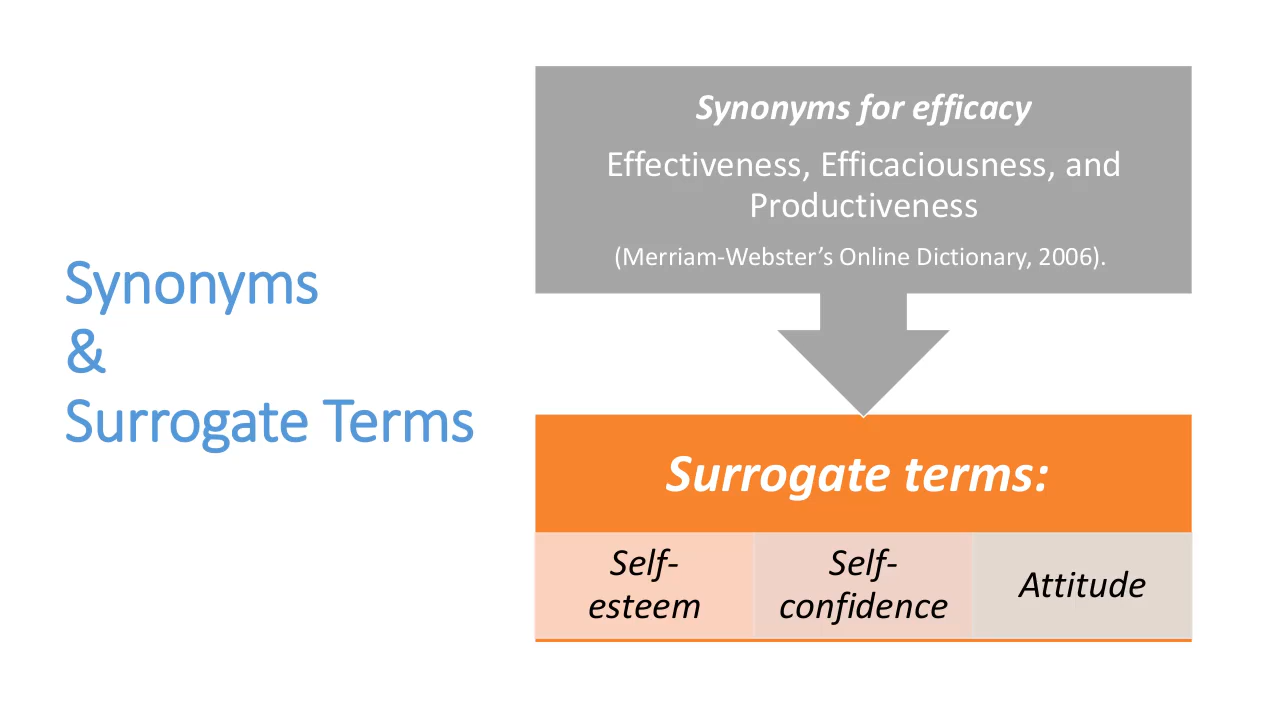 Synonyms
&
Surrogate Terms
Synonyms for efficacy
Effectiveness, Efficaciousness, and
Productiveness
(Merriam-Webster’s Online Dictionary, 2006).
Surrogate terms:
Self-
esteem
Self-
confidence
Attitude